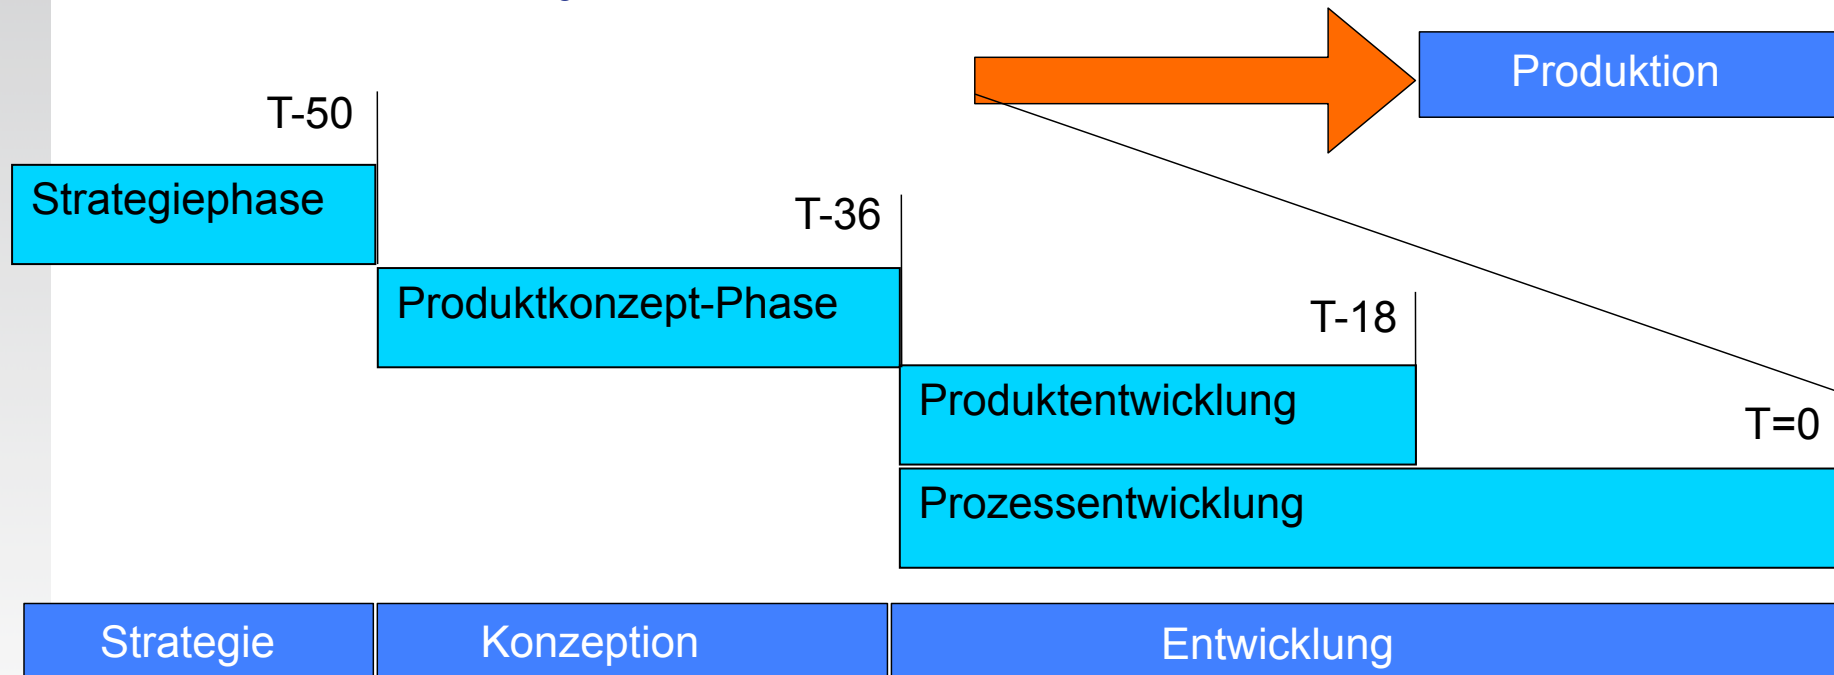 Produktion
T-50
Strategiephase
T-36
Produktkonzept-Phase
T-18
Produktentwicklung
T=0
Prozessentwicklung
Strategie
Konzeption
Entwicklung